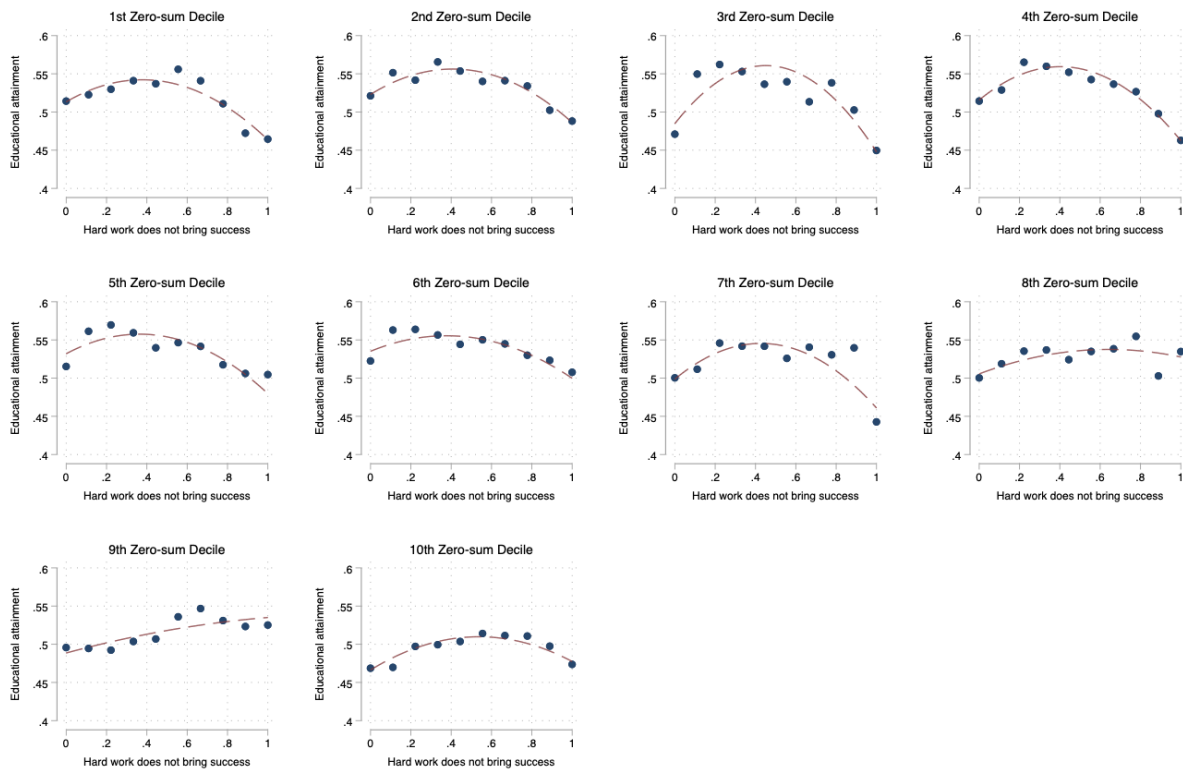 1st Zero-sum Decile
.6
.55
.5
.45
.4
Educational attainment
0 .2 .4 .6 .8 1
Hard work does not bring success
2nd Zero-sum Decile
.6
.55
.5
.45
.4
Educational attainment
0 .2 .4 .6 .8 1
Hard work does not bring success
3rd Zero-sum Decile
.6
.55
.5
.45
.4
Educational attainment
0 .2 .4 .6 .8 1
Hard work does not bring success
4th Zero-sum Decile
.6
.55
.5
.45
.4
Educational attainment
0 .2 .4 .6 .8 1
Hard work does not bring success
5th Zero-sum Decile
.6
.55
.5
.45
.4
Educational attainment
0 .2 .4 .6 .8 1
Hard work does not bring success
6th Zero-sum Decile
.6
.55
.5
.45
.4
Educational attainment
0 .2 .4 .6 .8 1
Hard work does not bring success
7th Zero-sum Decile
.6
.55
.5
.45
.4
Educational attainment
0 .2 .4 .6 .8 1
Hard work does not bring success
8th Zero-sum Decile
.6
.55
.5
.45
.4
Educational attainment
0 .2 .4 .6 .8 1
Hard work does not bring success
9th Zero-sum Decile
.6
.55
.5
.45
.4
Educational attainment
0 .2 .4 .6 .8 1
Hard work does not bring success
10th Zero-sum Decile
.6
.55
.5
.45
.4
Educational attainment
0 .2 .4 .6 .8 1
Hard work does not bring success